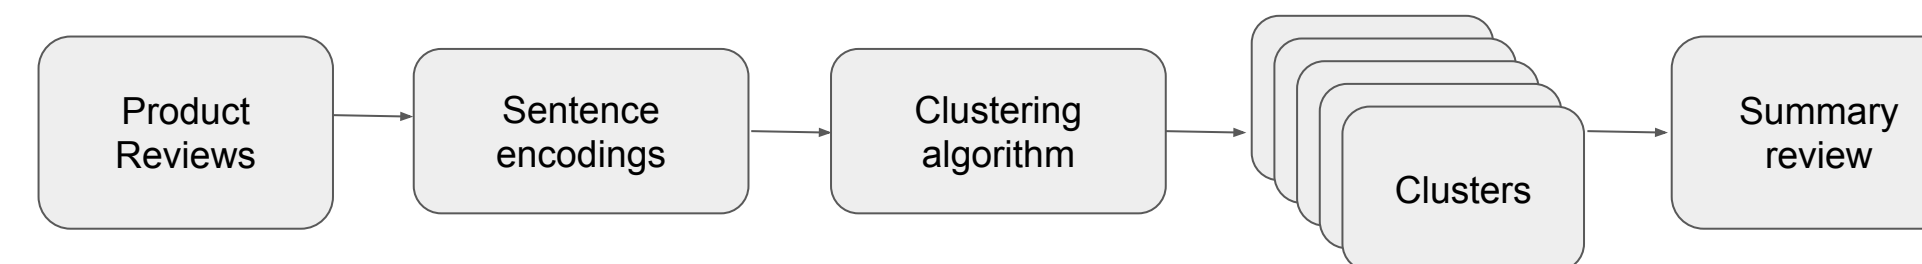 Product
Reviews
Sentence
encodings
Clustering
algorithm
Clusters
Summary
review